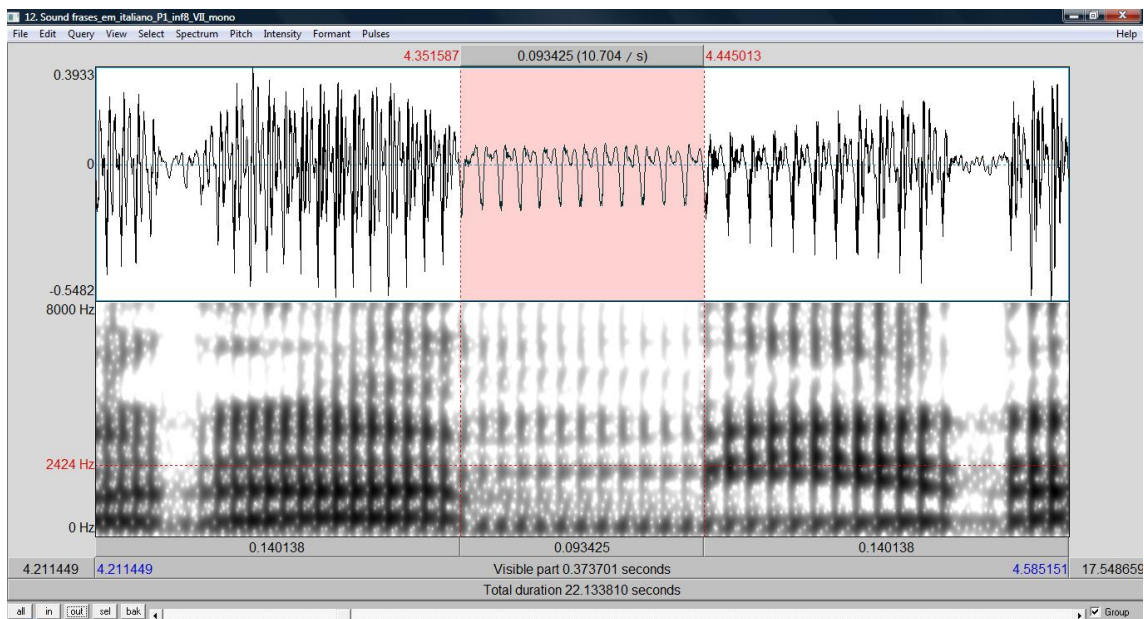 12. Sound frases_em_italiano_P1_inf8_VII_mono
File Edit Query View Select Spectrum Pitch Intensity Formant Pulses Help
4.351587 0.093425 (10.704 / s) 4.445013
0.3933
0
-0.5482
8000 Hz
2424 Hz
0 Hz
0.140138 0.093425 0.140138
4.211449 4.211449 Visible part 0.373701 seconds 4.585151 17.548659
Total duration 22.133810 seconds
all in out sel bak Group